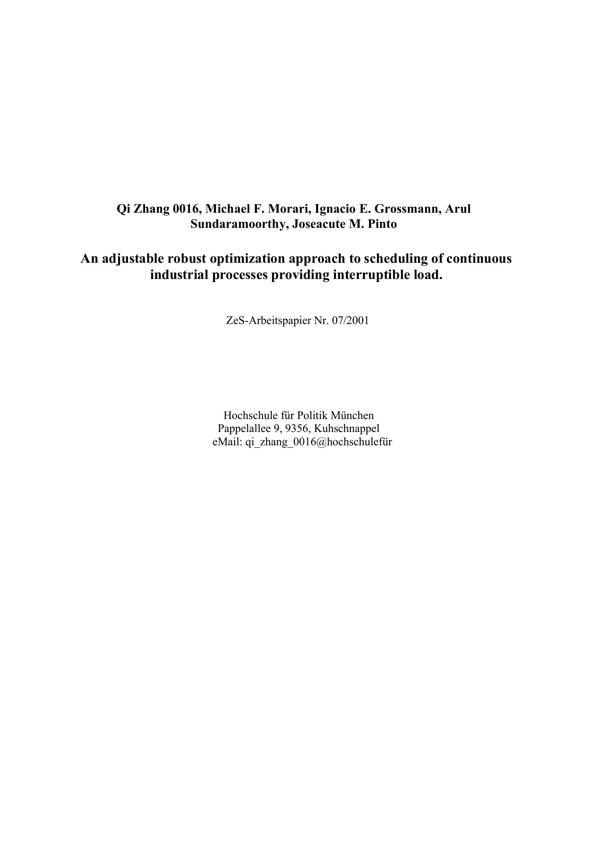 Qi Zhang 0016, Michael F. Morari, Ignacio E. Grossmann, Arul
Sundaramoorthy, Joseacute M. Pinto
An adjustable robust optimization approach to scheduling of continuous
industrial processes providing interruptible load.
ZeS-Arbeitspapier Nr. 07/2001
Hochschule für Politik München
Pappelallee 9, 9356, Kuhschnappel
eMail: qi_zhang_0016@hochschulefür